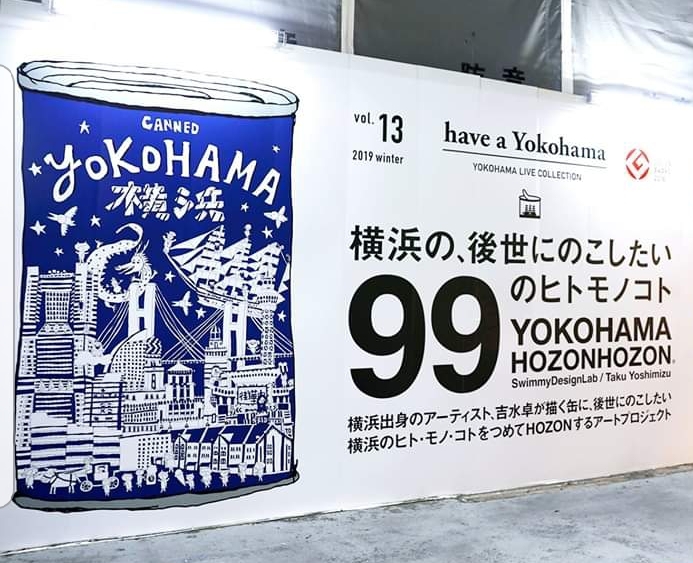 CANNED
YOKOHAMA
横浜
vol. 13
2019 winter
have a Yokohama
YOKOHAMA LIVE COLLECTION
横浜の、後世にのこしたい
99
のヒトモノコト
YOKOHAMA
HOZONHOZON®
SwimmyDesignLab / Taku Yoshimizu
横浜出身のアーティスト、吉水卓が描く缶に、後世にのこしたい
横浜のヒト・モノ・コトをつめてHOZONするアートプロジェクト